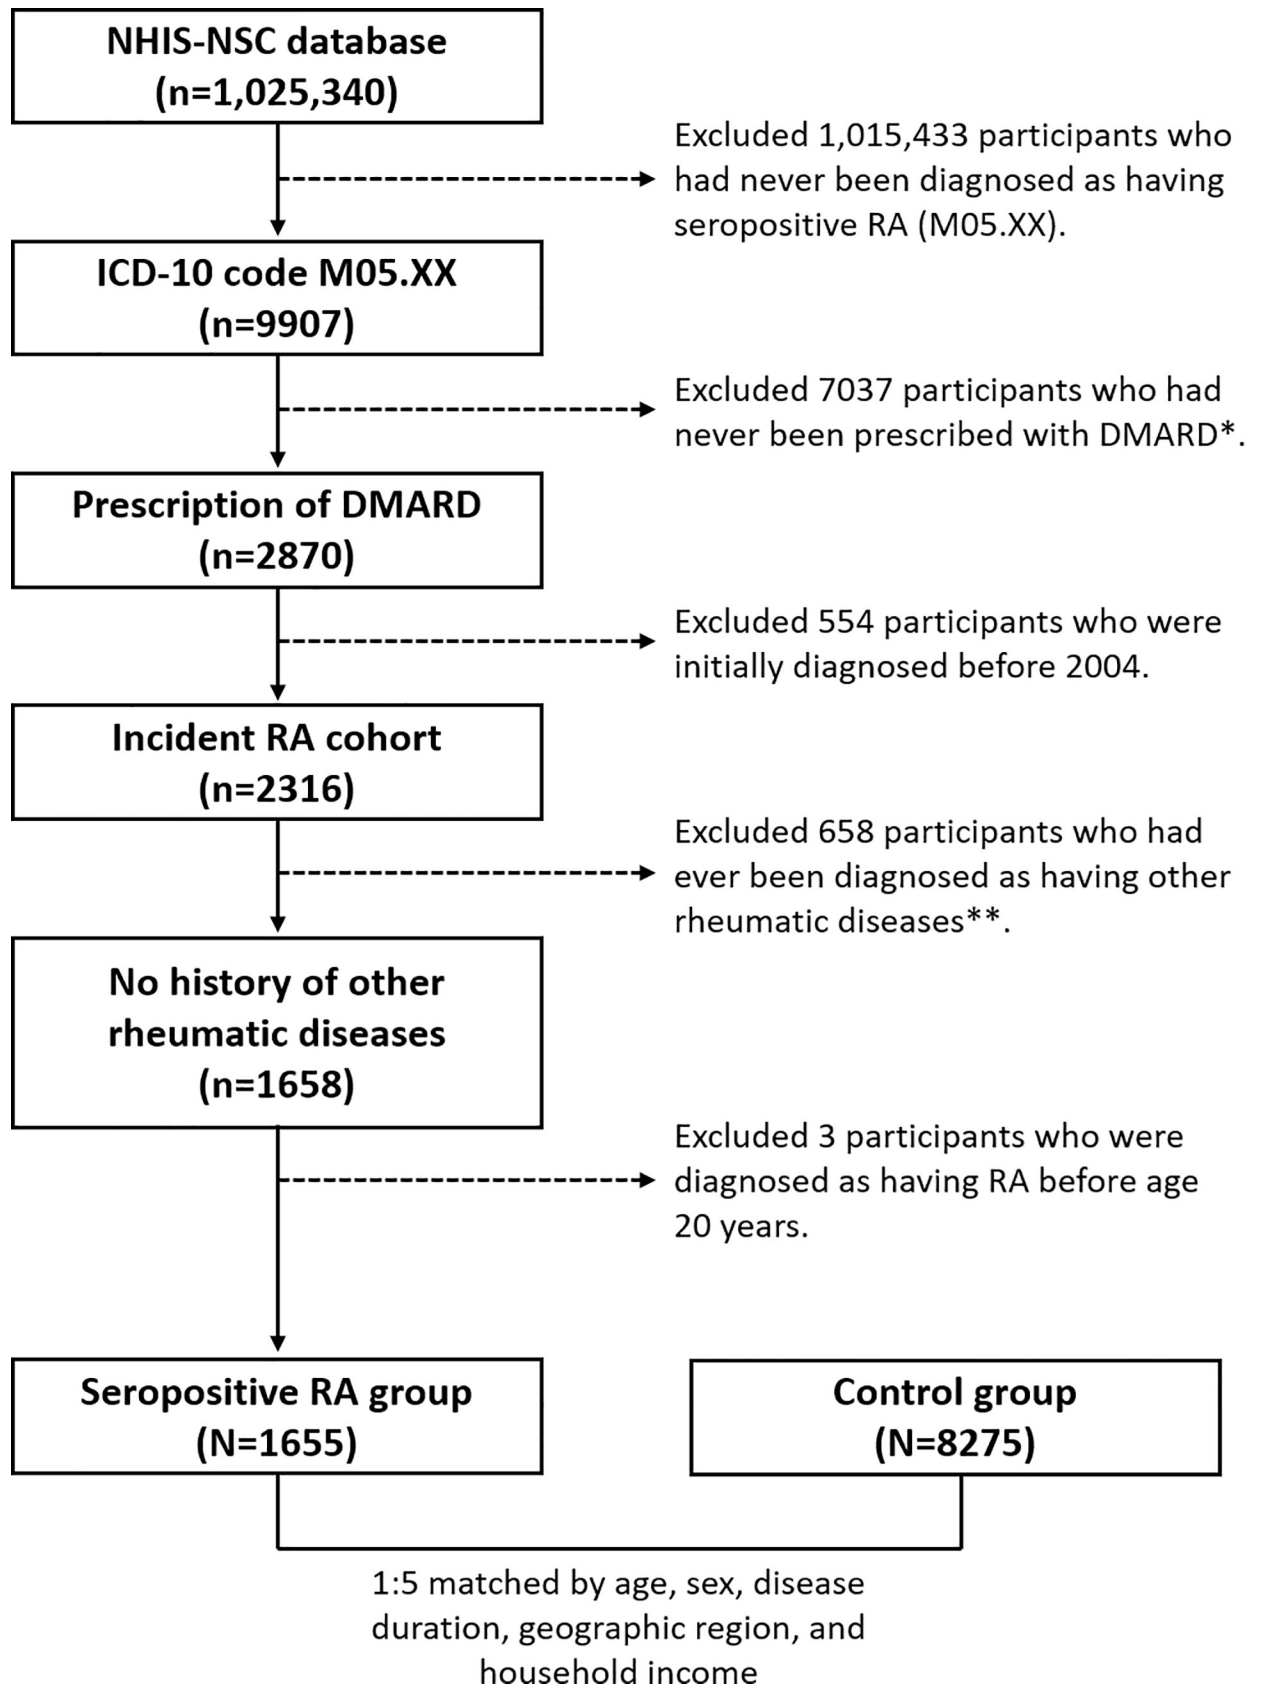 NHIS-NSC database
(n=1,025,340)
Excluded 1,015,433 participants who
had never been diagnosed as having
seropositive RA (M05.XX).
ICD-10 code M05.XX
(n=9907)
Excluded 7037 participants who had
never been prescribed with DMARD*.
Prescription of DMARD
(n=2870)
Excluded 554 participants who were
initially diagnosed before 2004.
Incident RA cohort
(n=2316)
Excluded 658 participants who had
ever been diagnosed as having other
rheumatic diseases**.
No history of other
rheumatic diseases
(n=1658)
Excluded 3 participants who were
diagnosed as having RA before age
20 years.
Seropositive RA group
(N=1655)
Control group
(N=8275)
1:5 matched by age, sex, disease
duration, geographic region, and
household income